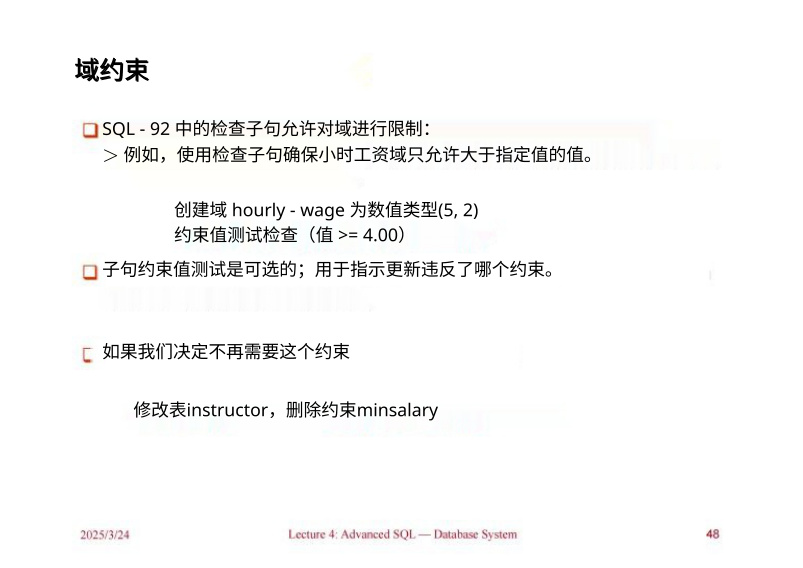 域约束
SQL - 92 中的检查子句允许对域进行限制：
＞ 例如，使用检查子句确保小时工资域只允许大于指定值的值。
创建域 hourly - wage 为数值类型(5, 2)
约束值测试检查（值 >= 4.00）
子句约束值测试是可选的；用于指示更新违反了哪个约束。
如果我们决定不再需要这个约束
修改表instructor，删除约束minsalary
2025/3/24 Lecture 4: Advanced SQL — Database System 48